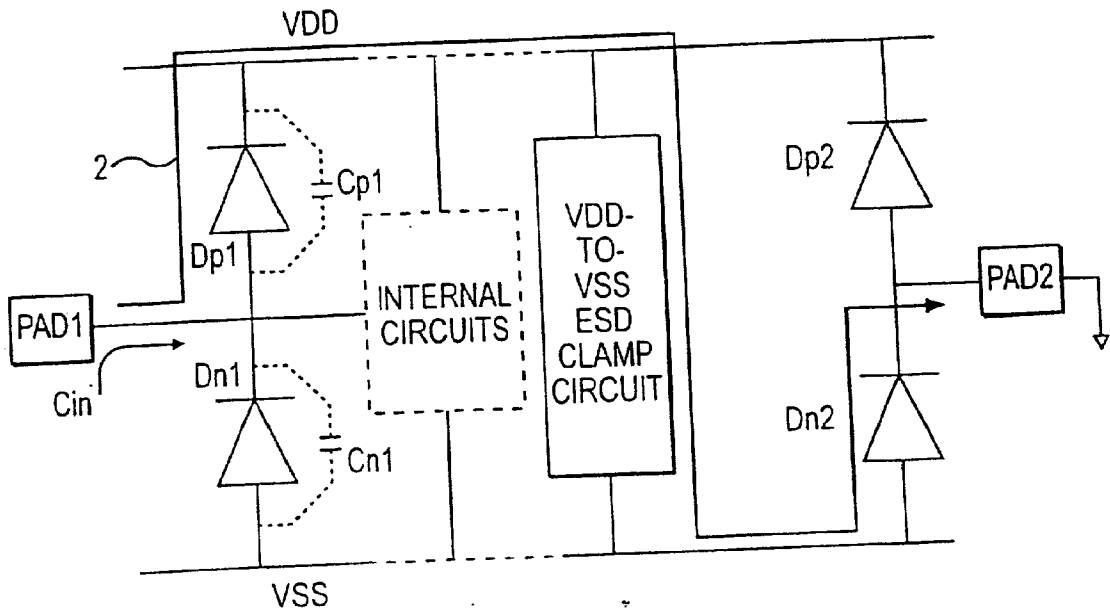 VDD
2
Cp1
Dp1
Dp2
VDD-
TO-
VSS
ESD
CLAMP
CIRCUIT
INTERNAL
CIRCUITS
PAD1
PAD2
Cin
Dn1
Cn1
Dn2
VSS